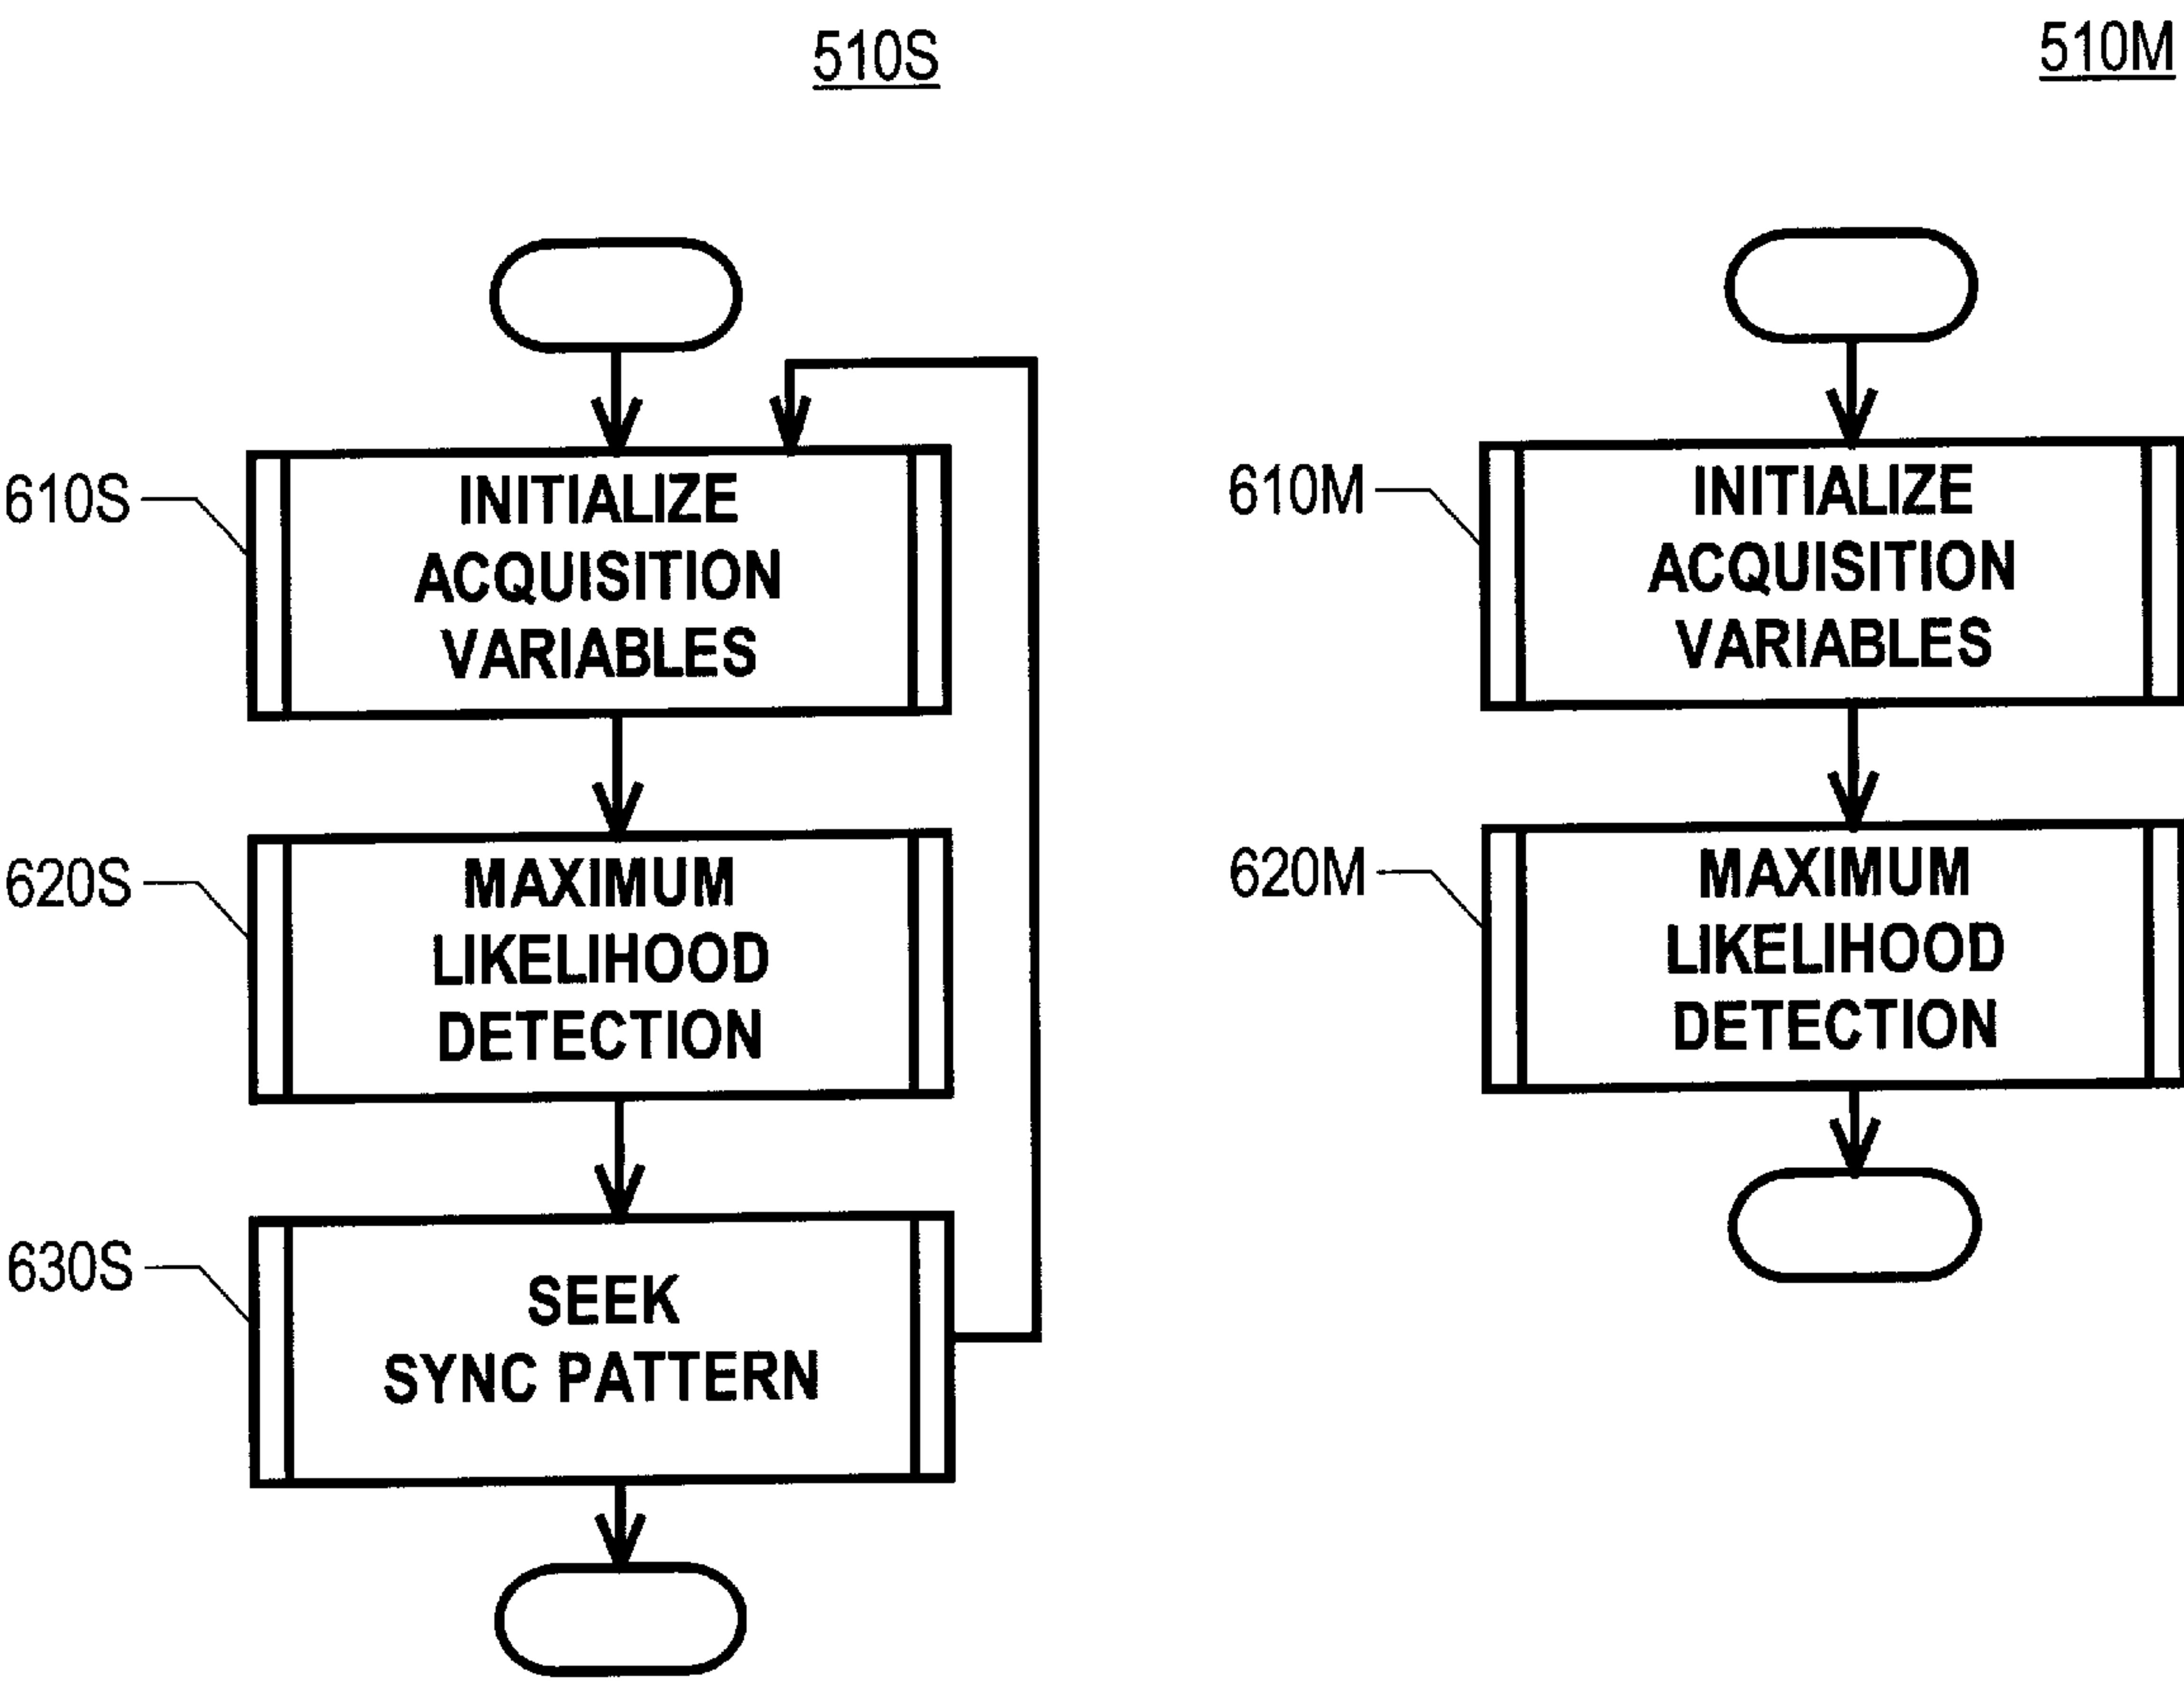 510S
610S
INITIALIZE
ACQUISITION
VARIABLES
620S
MAXIMUM
LIKELIHOOD
DETECTION
630S
SEEK
SYNC PATTERN
510M
610M
INITIALIZE
ACQUISITION
VARIABLES
620M
MAXIMUM
LIKELIHOOD
DETECTION